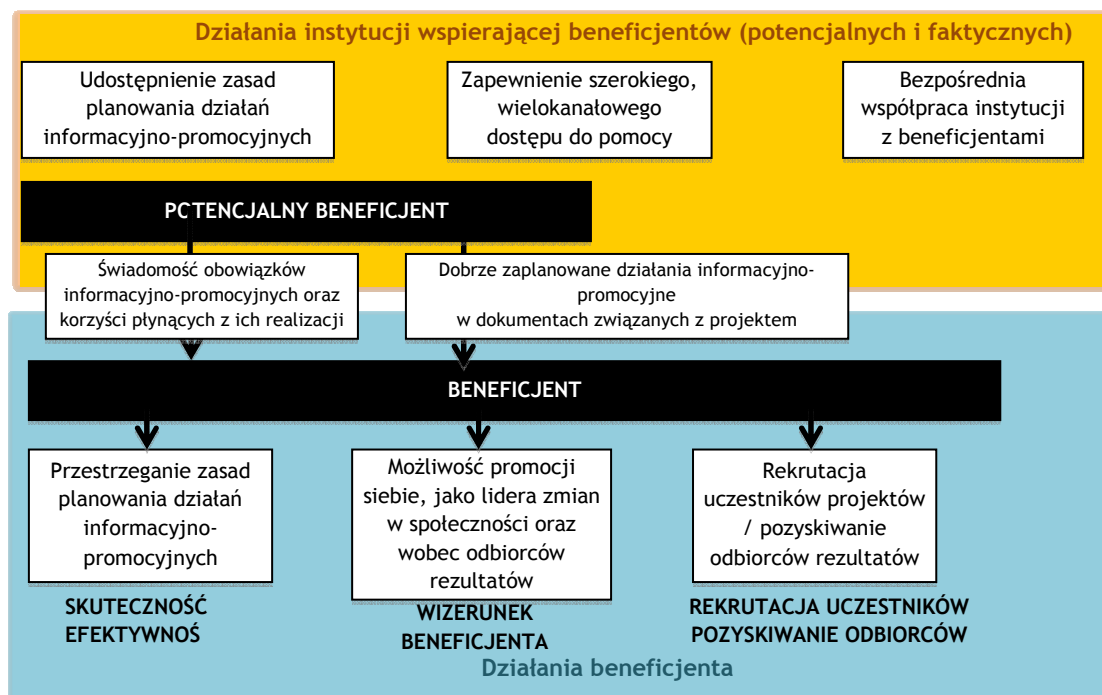 Działania instytucji wspierającej beneficjentów (potencjalnych i faktycznych)
Udostępnienie zasad
planowania działań
informacyjno-promocyjnych
Zapewnienie szerokiego,
wielokanałowego
dostępu do pomocy
Bezpośrednia
współpraca instytucji
z beneficjentami
POTENCJALNY BENEFICJENT
Świadomość obowiązków
informacyjno-promocyjnych oraz
korzyści płynących z ich realizacji
Dobrze zaplanowane działania informacyjno-
promocyjne
w dokumentach związanych z projektem
BENEFICJENT
Przestrzeganie zasad
planowania działań
informacyjno-
promocyjnych
Możliwość promocji
siebie, jako lidera zmian
w społeczności oraz
wobec odbiorców
rezultatów
Rekrutacja
uczestników projektów
/ pozyskiwanie
odbiorców rezultatów
SKUTECZNOŚĆ
EFEKTYWNOŚ
WIZERUNEK
BENEFICJENTA
REKRUTACJA UCZESTNIKÓW
POZYSKIWANIE ODBIORCÓW
Działania beneficjenta